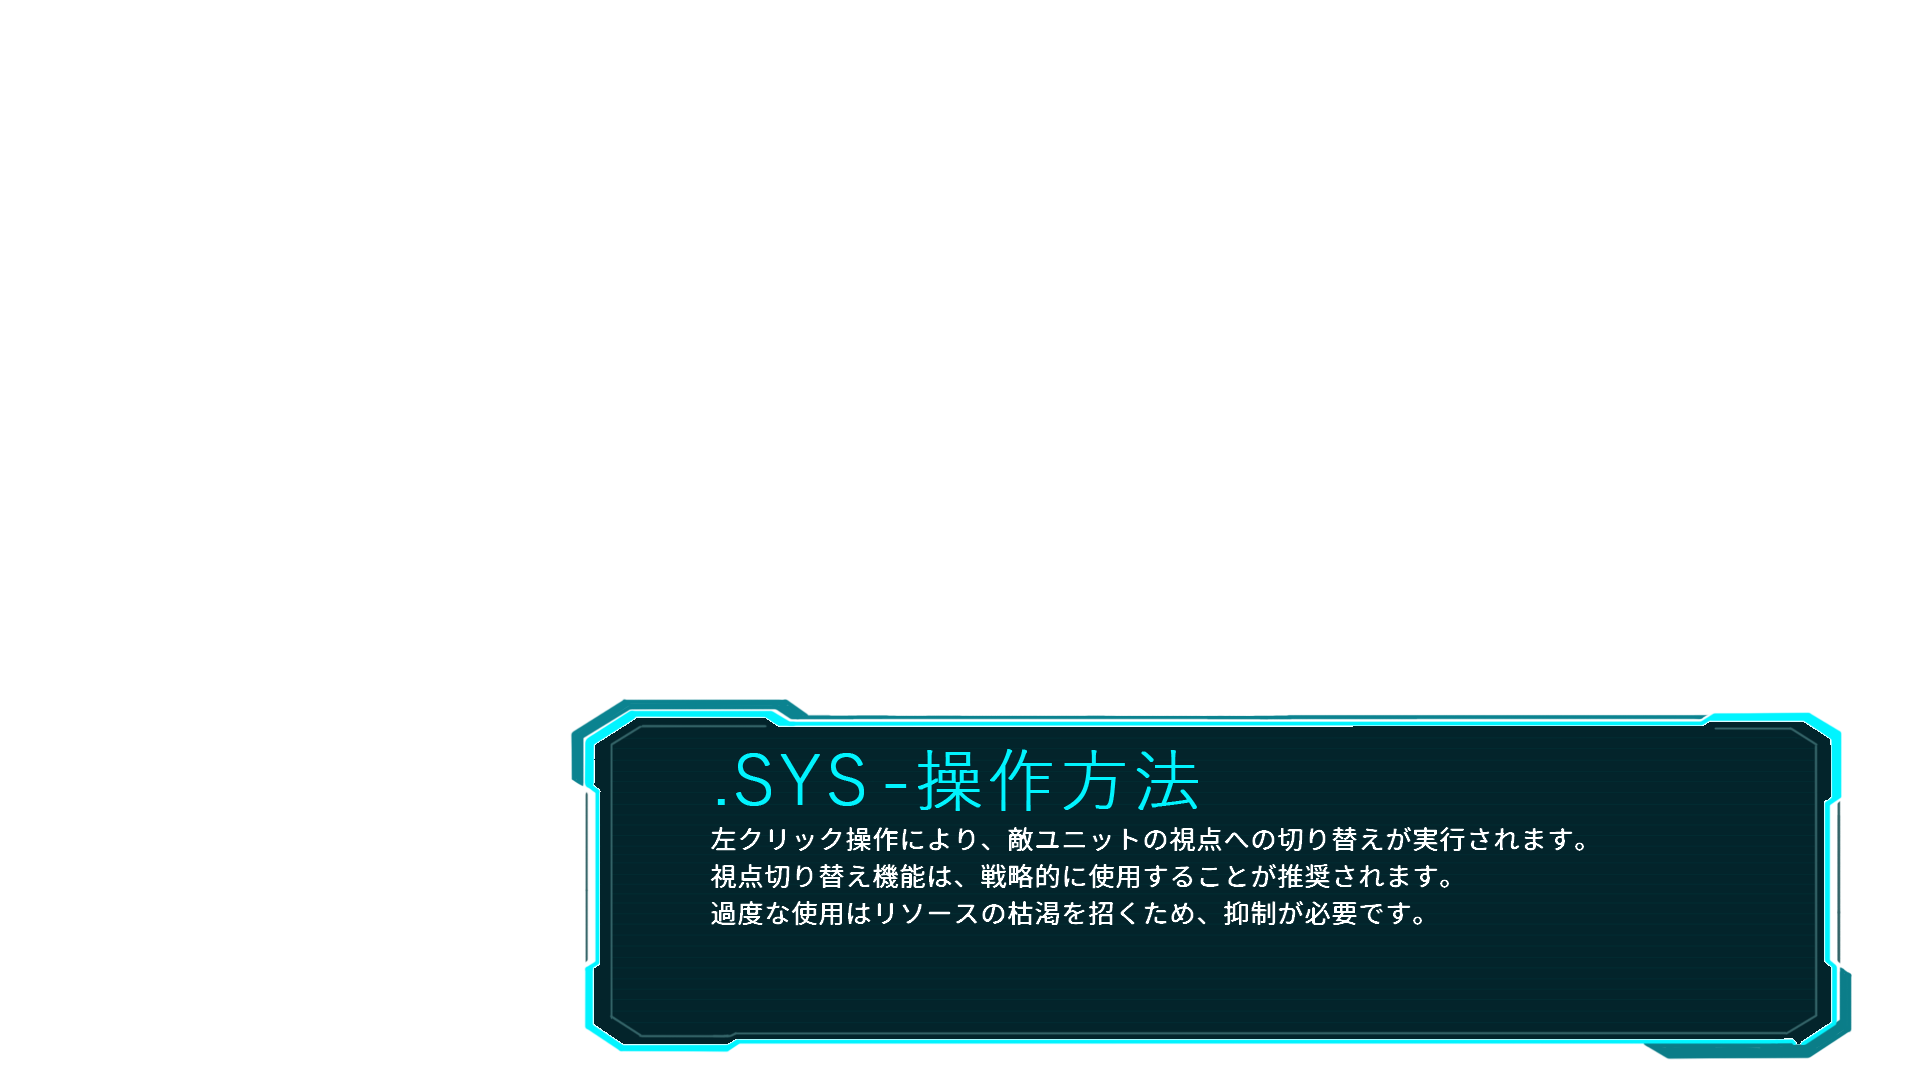 .SYS-操作方法
左クリック操作により、敵ユニットの視点への切り替えが実行されます。
視点切り替え機能は、戦略的に使用することが推奨されます。
過度な使用はリソースの枯渇を招くため、抑制が必要です。